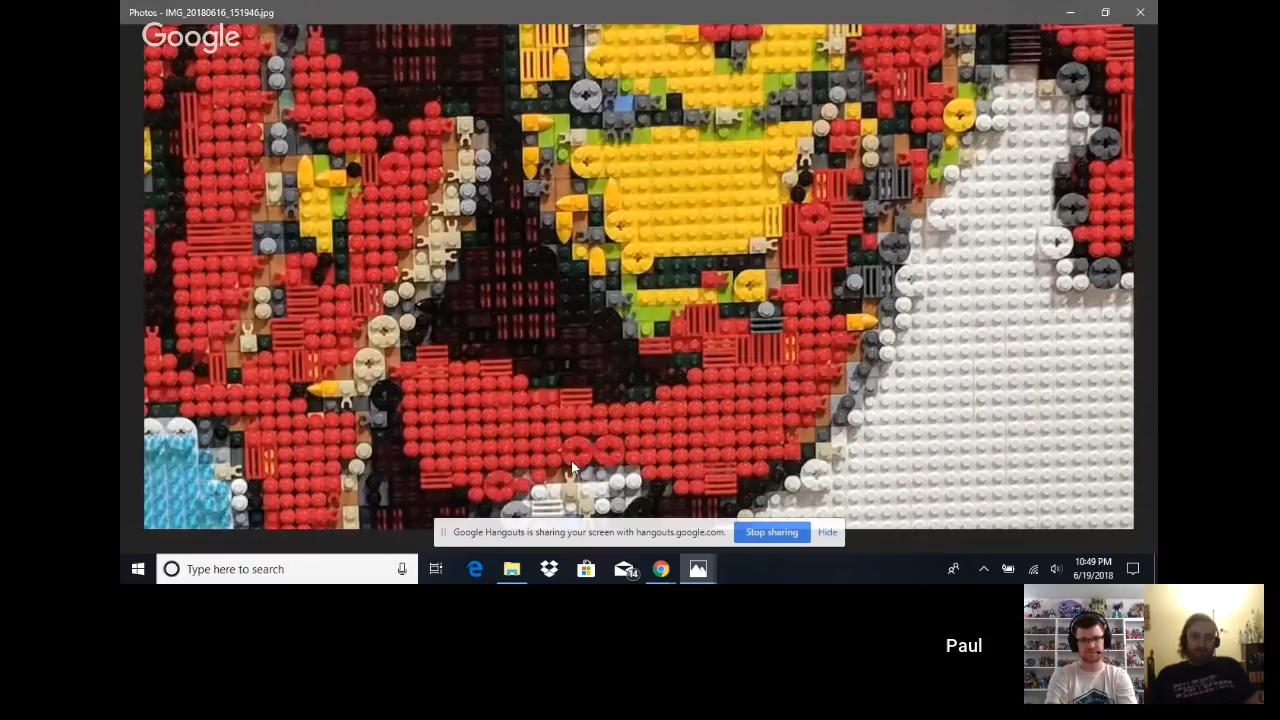 Photos - IMG_20180616_151946.jpg
Google
Google Hangouts is sharing your screen with hangouts.google.com.
Stop sharing
Hide
Type here to search
14
10:49 PM
6/19/2018
Paul